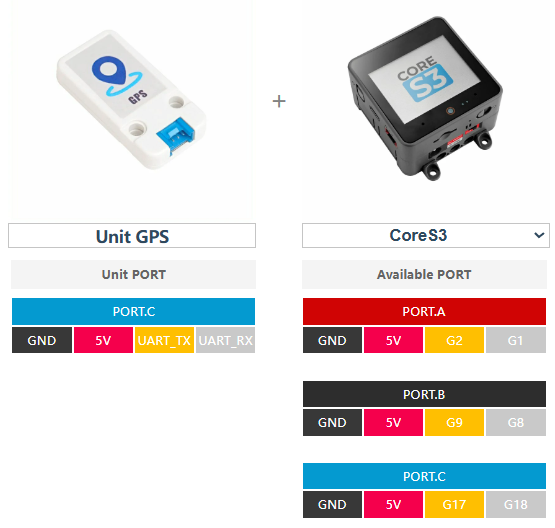 GPS
+
CORE
S3
Unit GPS
CoreS3
Unit PORT
Available PORT
PORT.C
GND 5V UART_TX UART_RX
PORT.A
GND 5V G2 G1
PORT.B
GND 5V G9 G8
PORT.C
GND 5V G17 G18